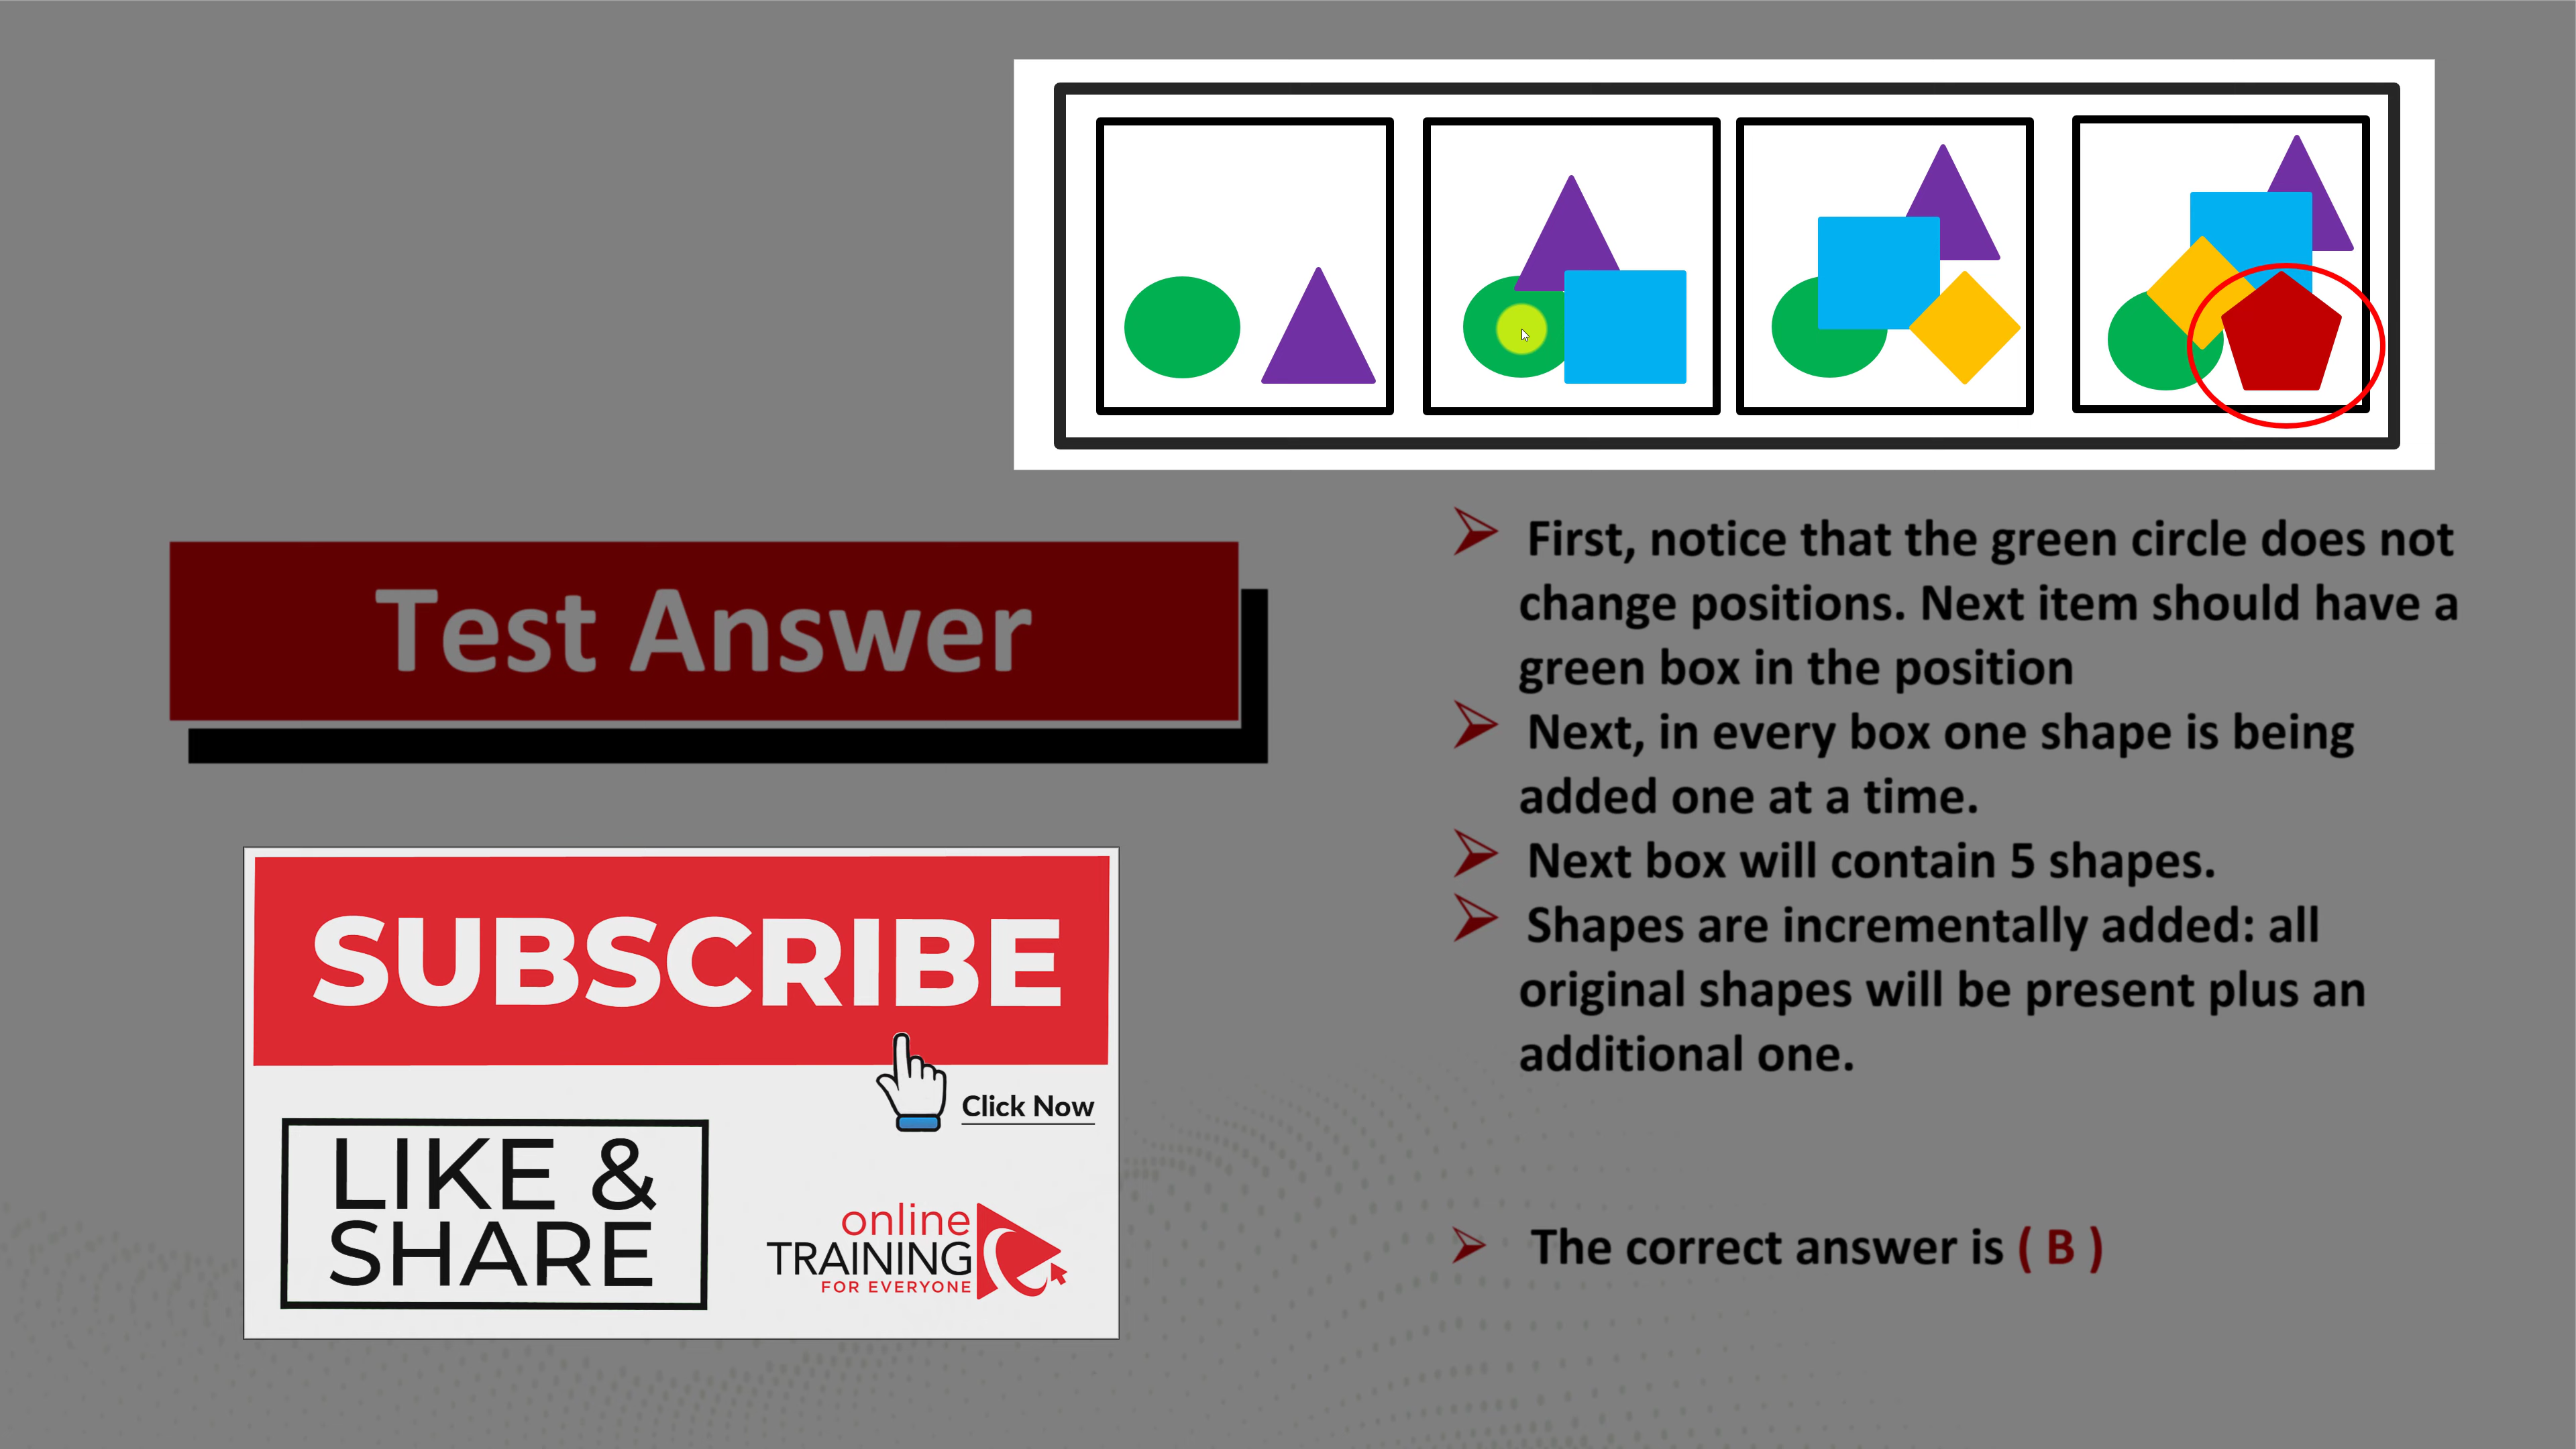 Test Answer
SUBSCRIBE
Click Now
LIKE &
SHARE
online
TRAINING
FOR EVERYONE
First, notice that the green circle does not
change positions. Next item should have a
green box in the position
Next, in every box one shape is being
added one at a time.
Next box will contain 5 shapes.
Shapes are incrementally added: all
original shapes will be present plus an
additional one.
The correct answer is ( B )